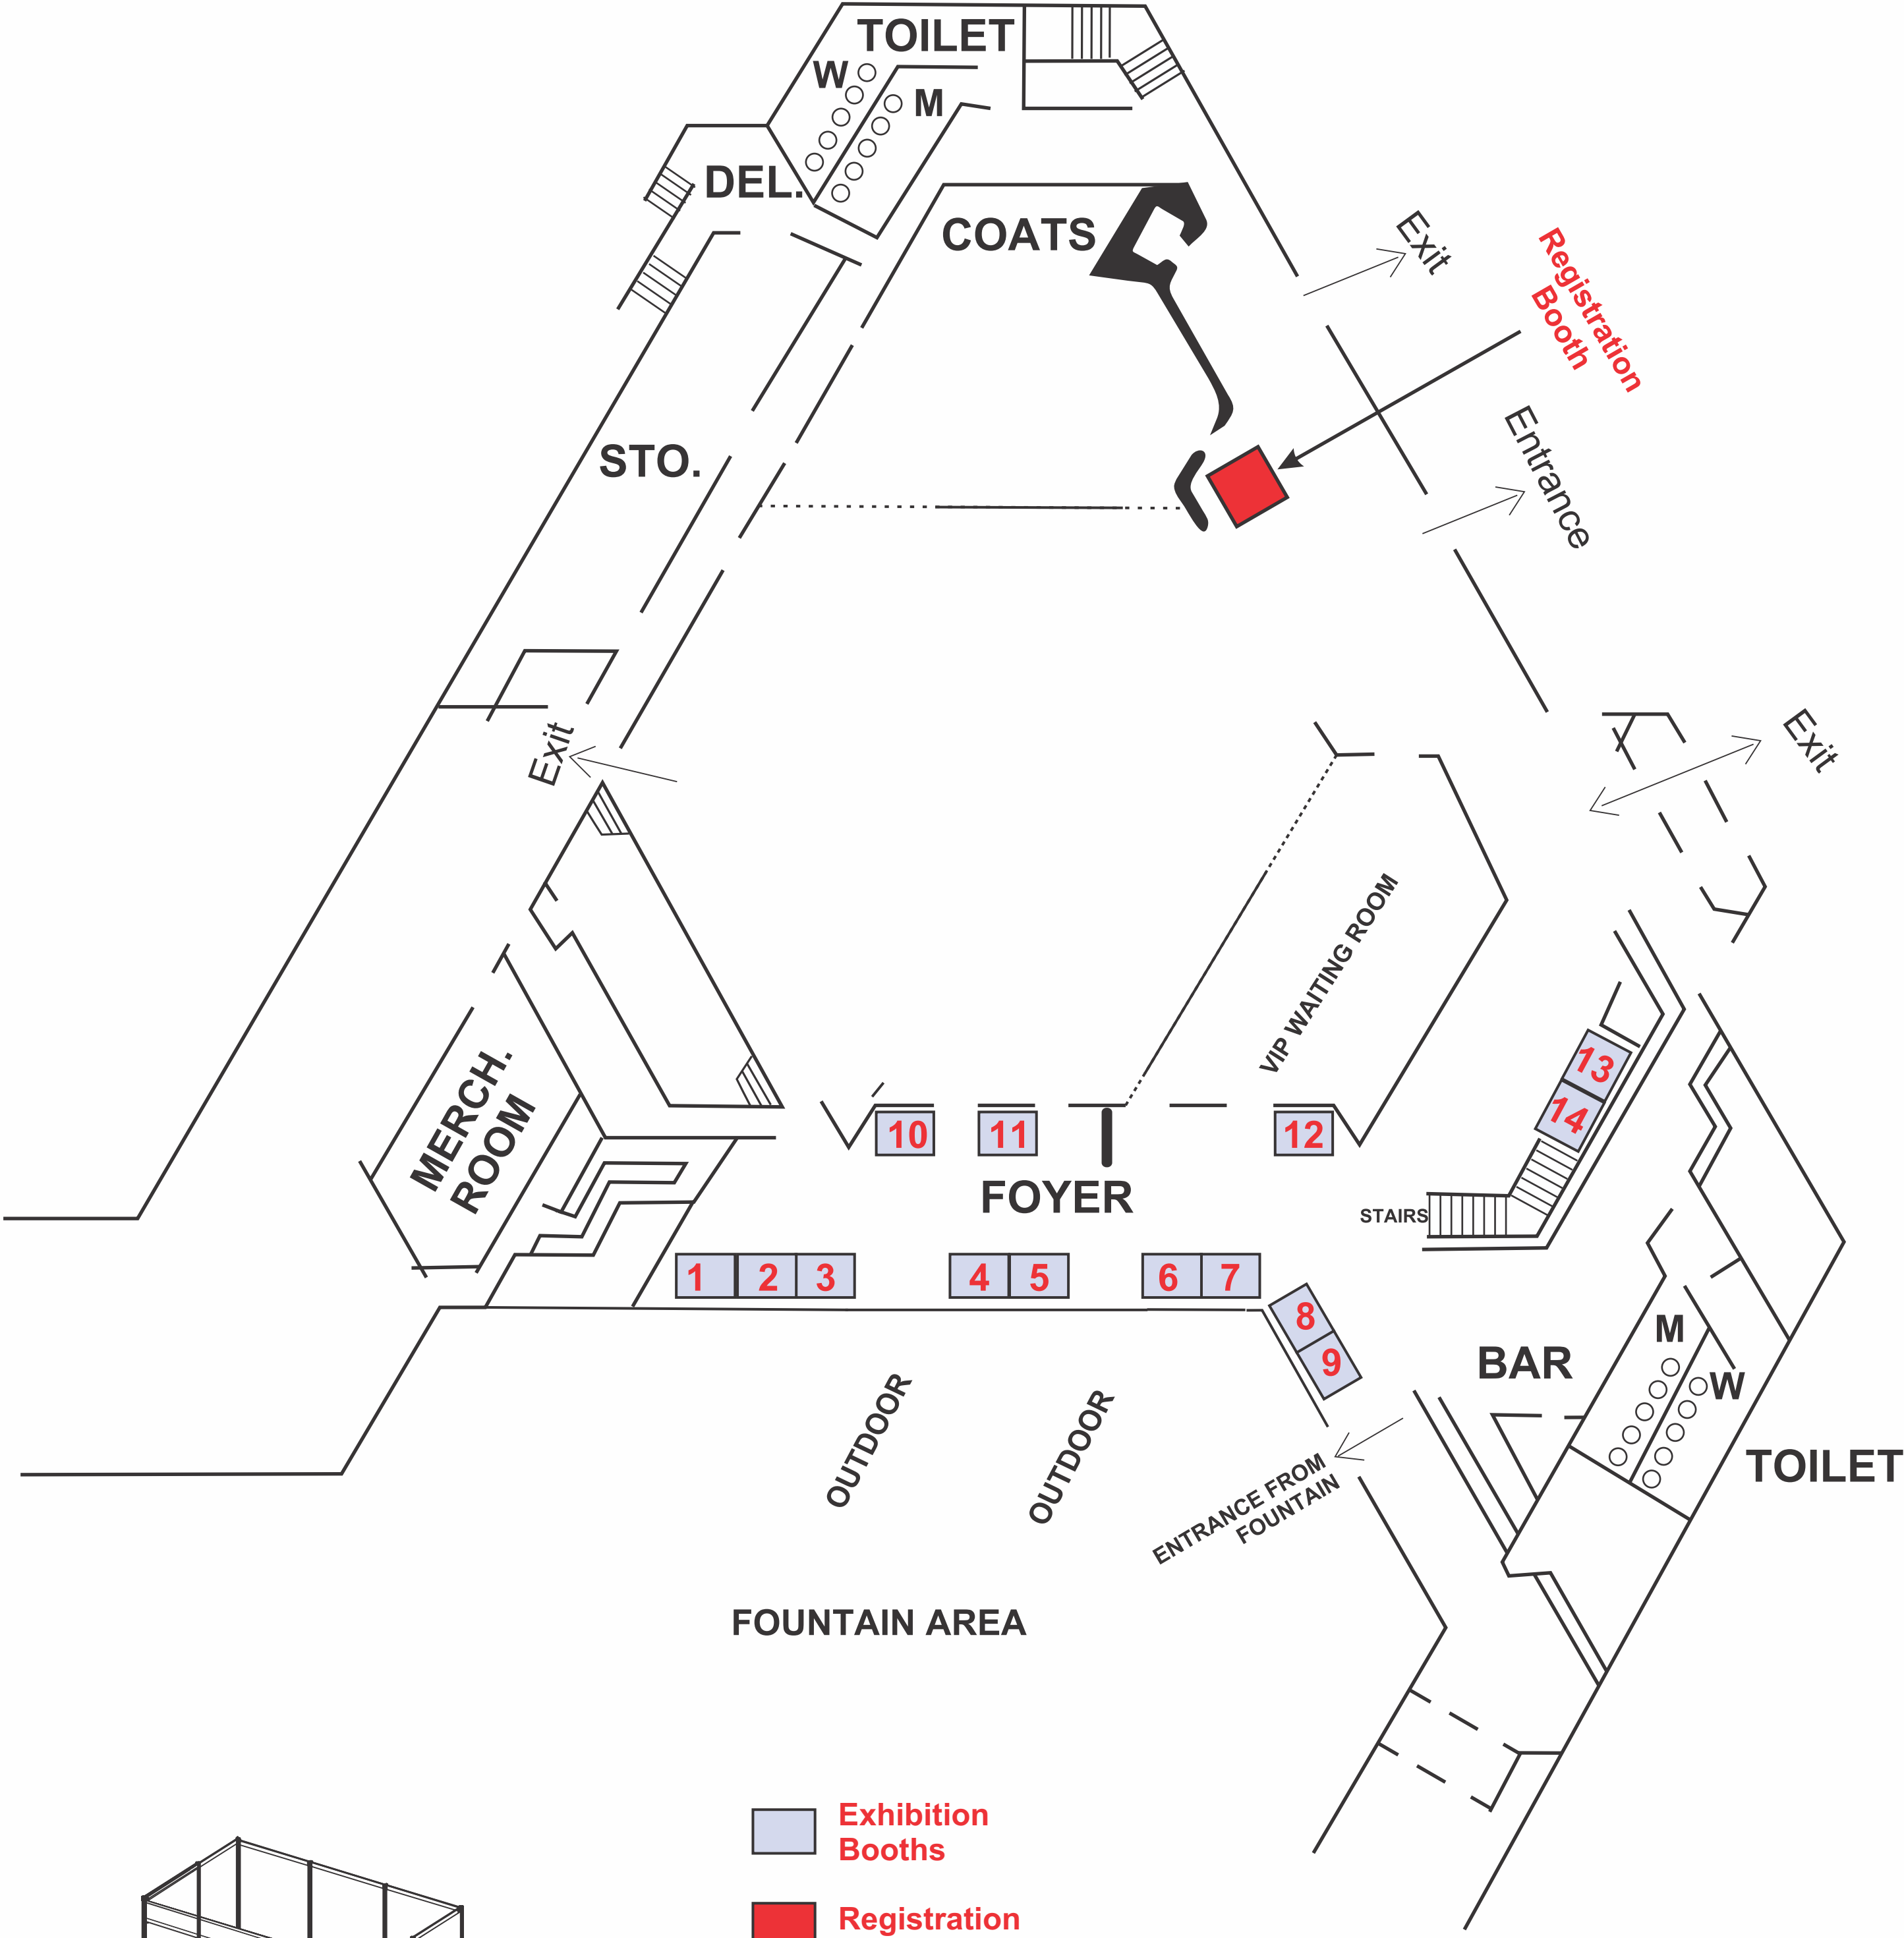 TOILET
W
M
DEL.
COATS
Exit
Registration
Booth
Entrance
STO.
Exit
Exit
VIP WAITING ROOM
MERCH.
ROOM
13
14
10
11
12
FOYER
STAIRS
1
2
3
4
5
6
7
8
9
M
W
BAR
TOILET
OUTDOOR
OUTDOOR
ENTRANCE FROM
FOUNTAIN
FOUNTAIN AREA
Exhibition
Booths
Registration